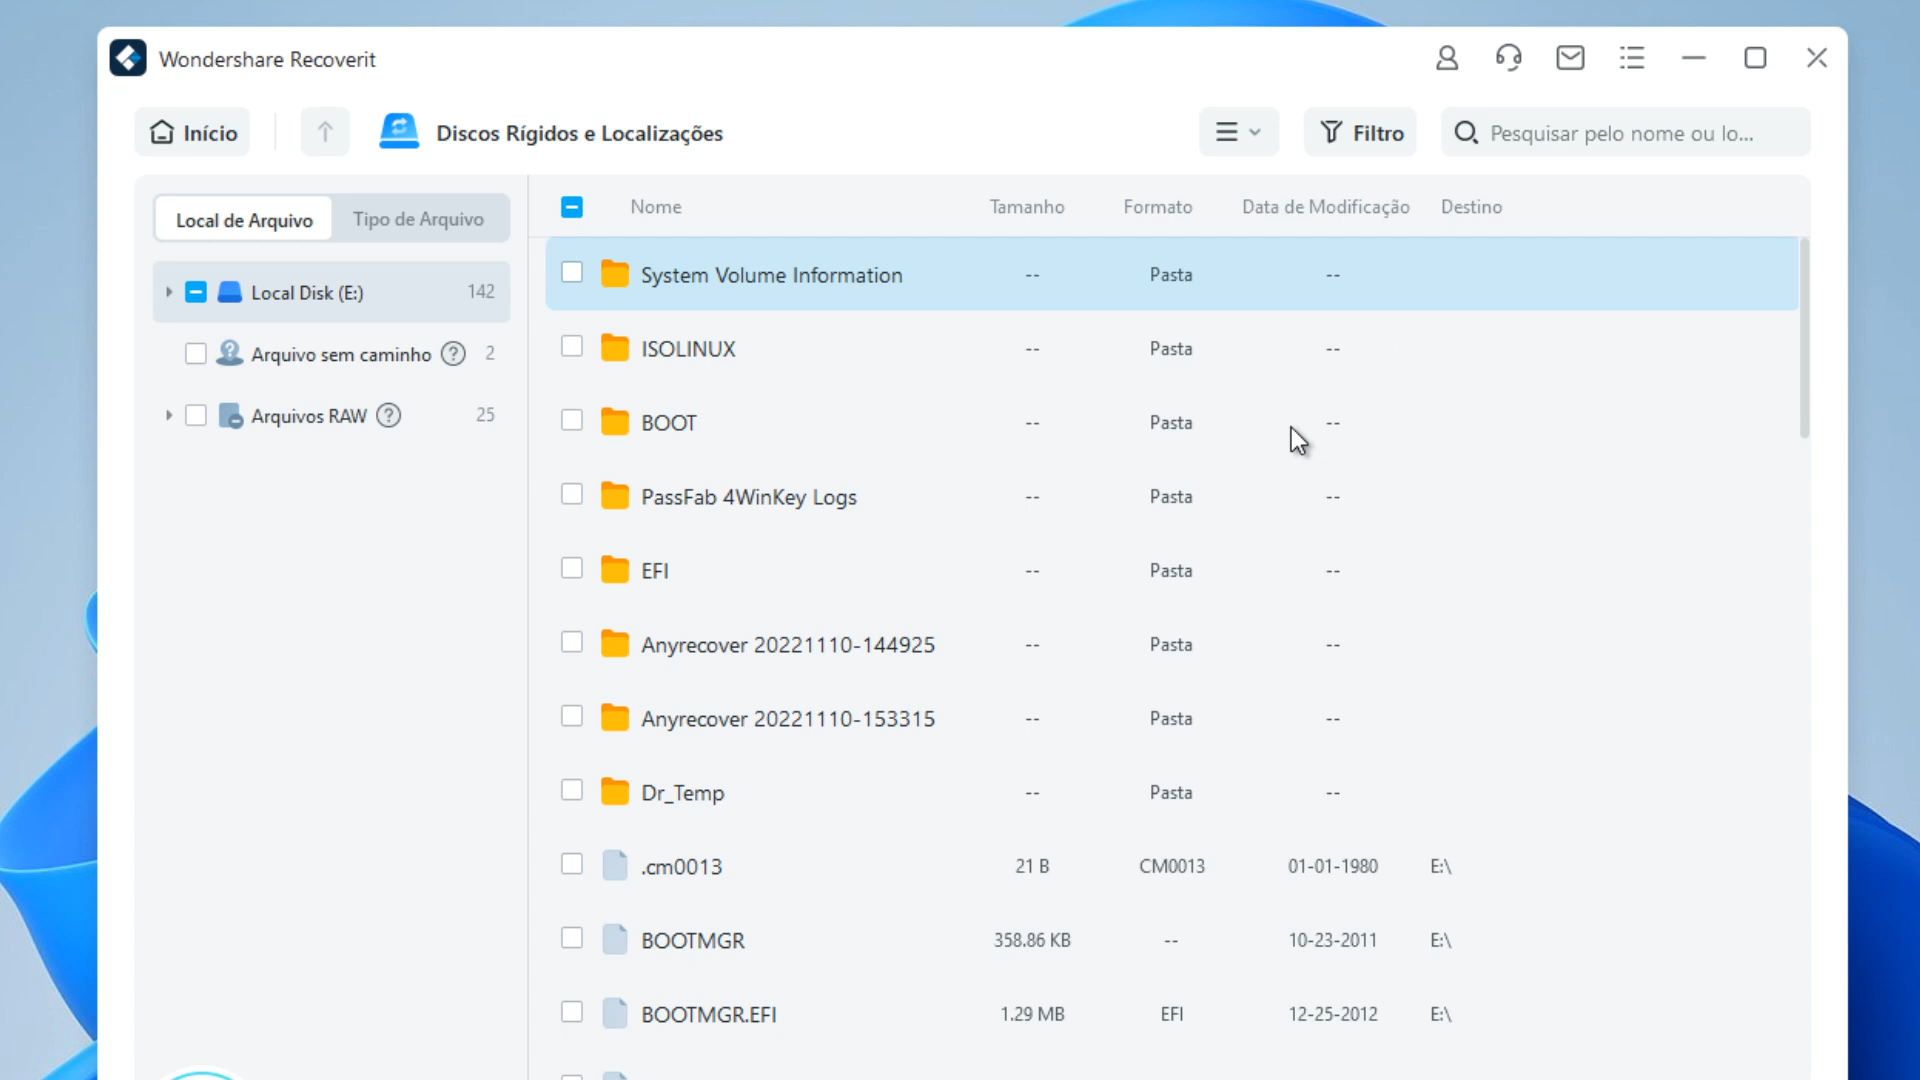 Wondershare Recoverit
Início
Discos Rígidos e Localizações
Filtro
Pesquisar pelo nome ou lo...
Local de Arquivo
Tipo de Arquivo
Nome
Tamanho
Formato
Data de Modificação
Destino
Local Disk (E:)
142
Arquivo sem caminho ?
2
Arquivos RAW ?
25
System Volume Information -- Pasta --
ISOLINUX -- Pasta --
BOOT -- Pasta --
PassFab 4WinKey Logs -- Pasta --
EFI -- Pasta --
Anyrecover 20221110-144925 -- Pasta --
Anyrecover 20221110-153315 -- Pasta --
Dr_Temp -- Pasta --
.cm0013 21 B CM0013 01-01-1980 E:\
BOOTMGR 358.86 KB -- 10-23-2011 E:\
BOOTMGR.EFI 1.29 MB EFI 12-25-2012 E:\